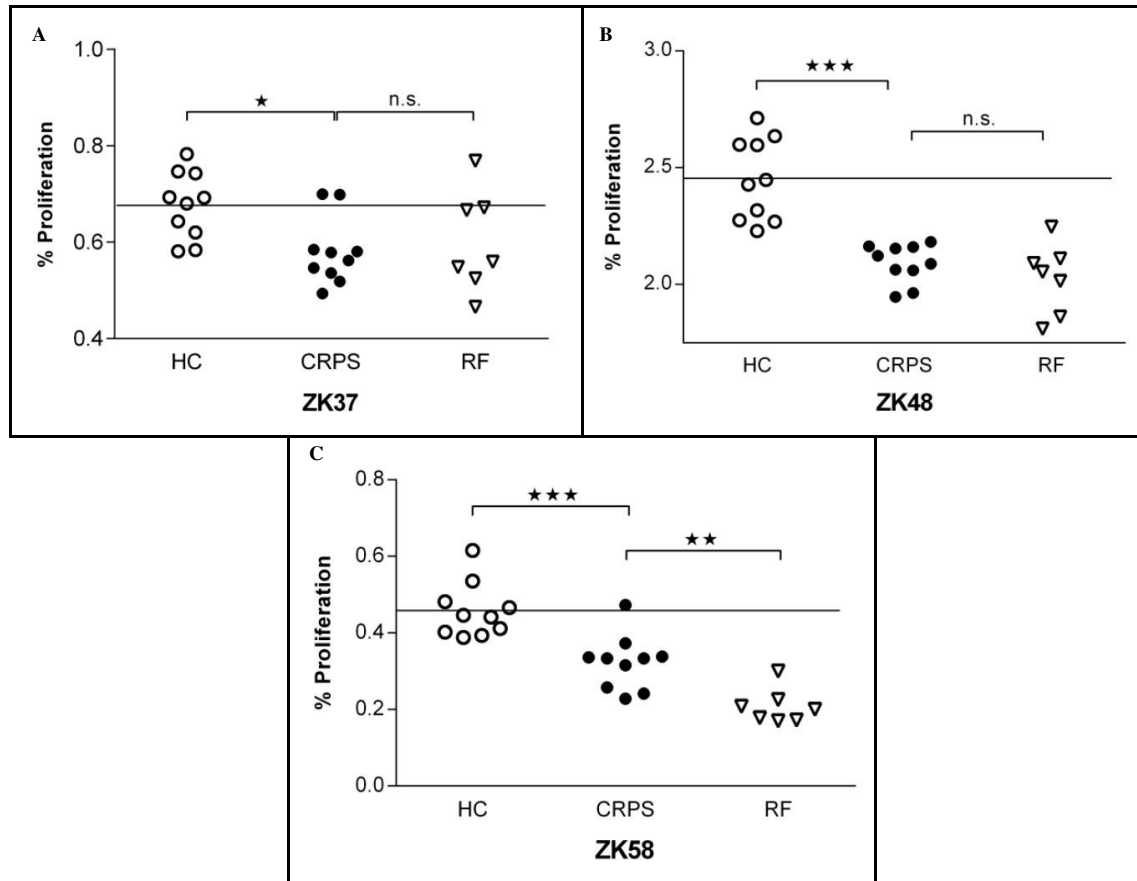 A
% Proliferation
1.0
0.8
0.6
0.4
★
n.s.
HC CRPS RF
ZK37
B
% Proliferation
3.0
2.5
2.0
★★★
n.s.
HC CRPS RF
ZK48
C
% Proliferation
0.8
0.6
0.4
0.2
0.0
★★★
★★
HC CRPS RF
ZK58